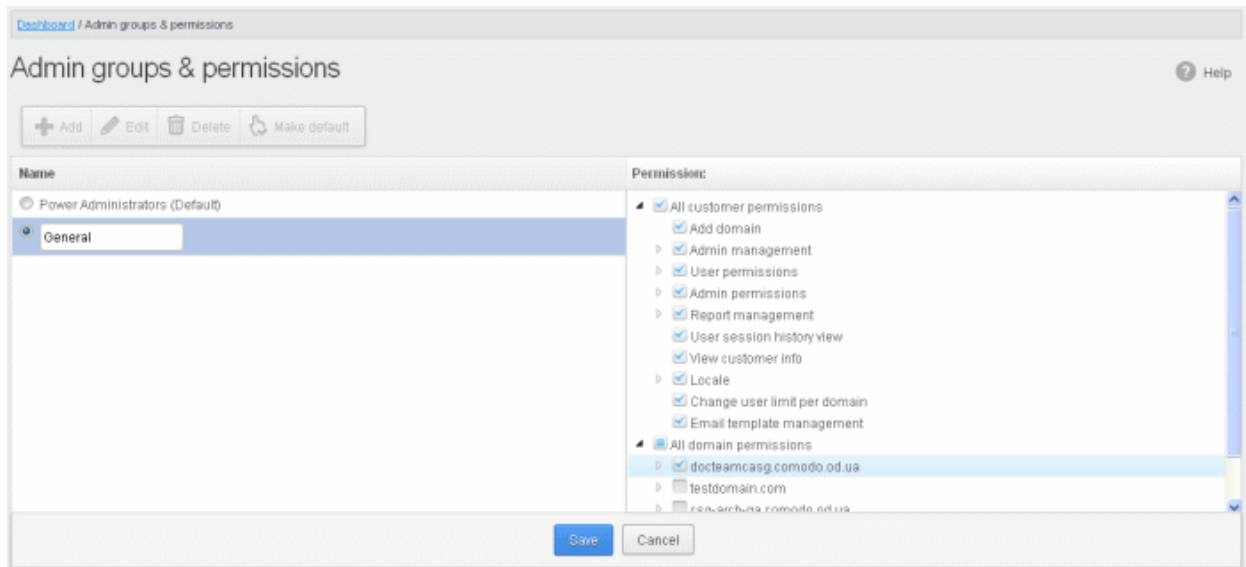 Dashboard / Admin groups & permissions
Admin groups & permissions
Help
Add Edit Delete Make default
Name
Permission:
Power Administrators (Default)
General
All customer permissions
Add domain
Admin management
User permissions
Admin permissions
Report management
User session history view
View customer info
Locale
Change user limit per domain
Email template management
All domain permissions
docteamcasg.comodo.od.ua
testdomain.com
Save Cancel